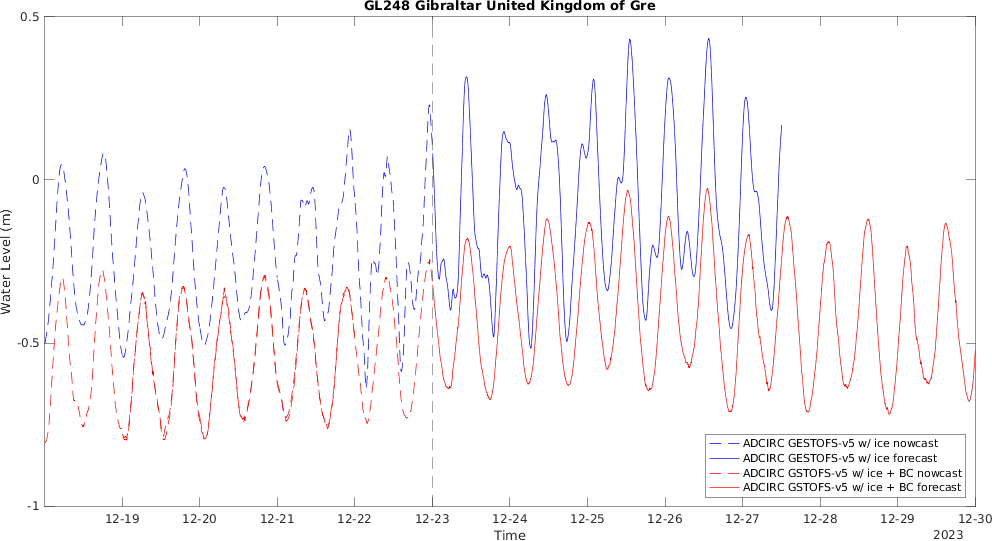 GL248 Gibraltar United Kingdom of Gre
0.5
0
-0.5
-1
Water Level (m)
12-19
12-20
12-21
12-22
12-23
12-24
12-25
12-26
12-27
12-28
12-29
12-30
Time
2023
ADCIRC GESTOFS-v5 w/ ice nowcast
ADCIRC GESTOFS-v5 w/ ice forecast
ADCIRC GSTOFS-v5 w/ ice + BC nowcast
ADCIRC GSTOFS-v5 w/ ice + BC forecast